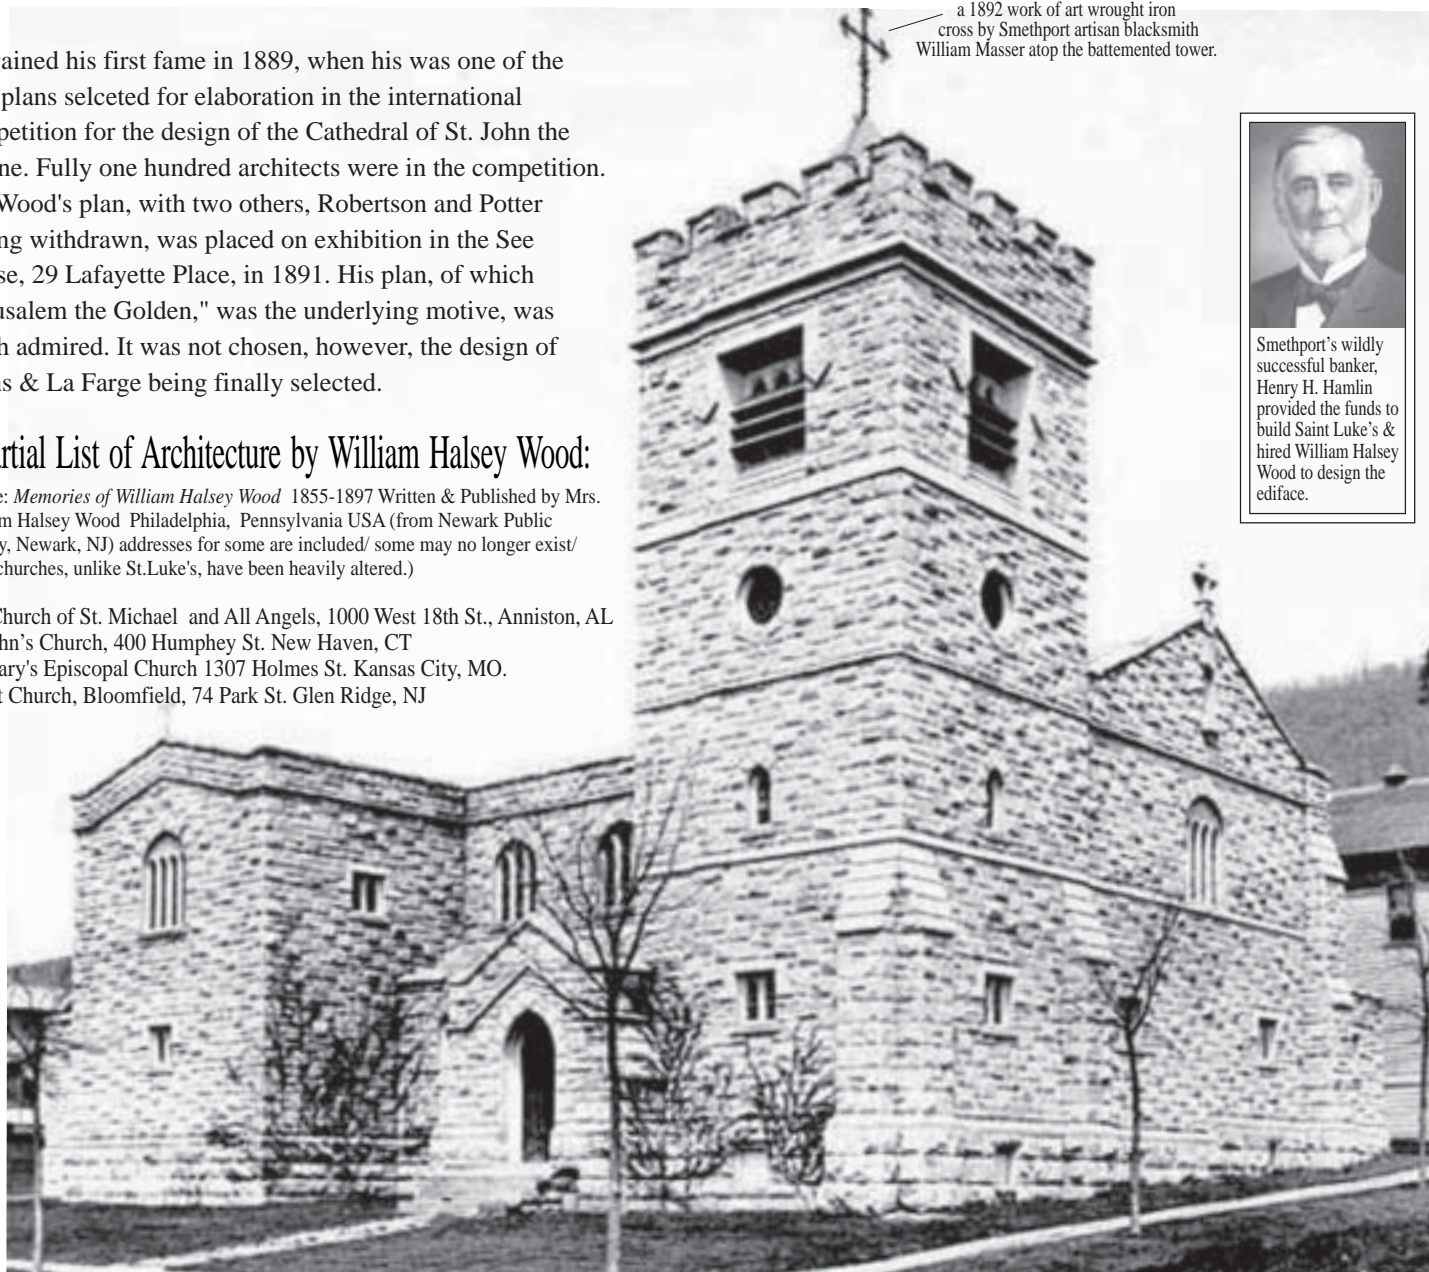 a 1892 work of art wrought iron
cross by Smethport artisan blacksmith
William Masser atop the battemented tower.
ained his first fame in 1889, when his was one of the
plans selceted for elaboration in the international
petition for the design of the Cathedral of St. John the
ne. Fully one hundred architects were in the competition.
Wood's plan, with two others, Robertson and Potter
ng withdrawn, was placed on exhibition in the See
se, 29 Lafayette Place, in 1891. His plan, of which
usalem the Golden," was the underlying motive, was
h admired. It was not chosen, however, the design of
s & La Farge being finally selected.
rtial List of Architecture by William Halsey Wood:
e: Memories of William Halsey Wood 1855-1897 Written & Published by Mrs.
m Halsey Wood Philadelphia, Pennsylvania USA (from Newark Public
y, Newark, NJ) addresses for some are included/ some may no longer exist/
churches, unlike St.Luke's, have been heavily altered.)
Church of St. Michael and All Angels, 1000 West 18th St., Anniston, AL
hn's Church, 400 Humphey St. New Haven, CT
ary's Episcopal Church 1307 Holmes St. Kansas City, MO.
t Church, Bloomfield, 74 Park St. Glen Ridge, NJ
Smethport's wildly
successful banker,
Henry H. Hamlin
provided the funds to
build Saint Luke's &
hired William Halsey
Wood to design the
ediface.